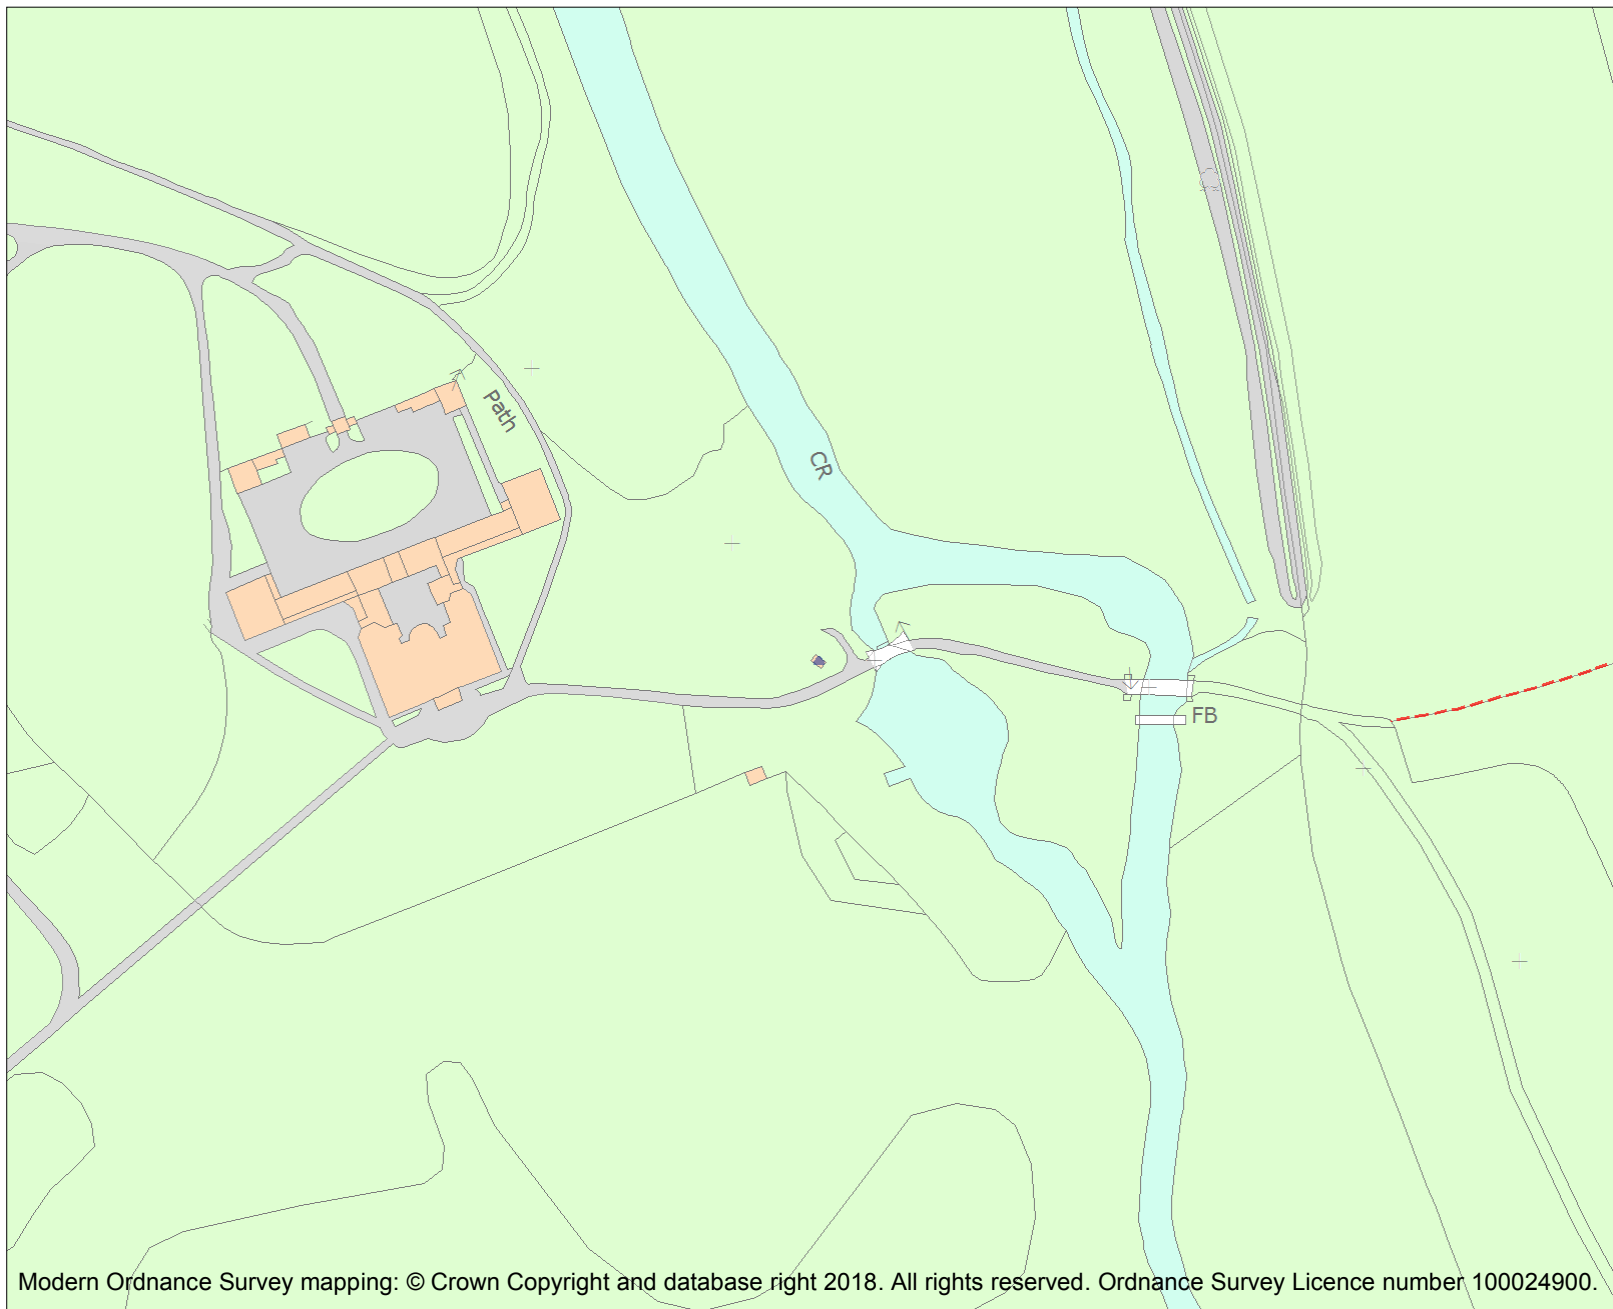 Path
CR
FB
Modern Ordnance Survey mapping: © Crown Copyright and database right 2018. All rights reserved. Ordnance Survey Licence number 100024900.